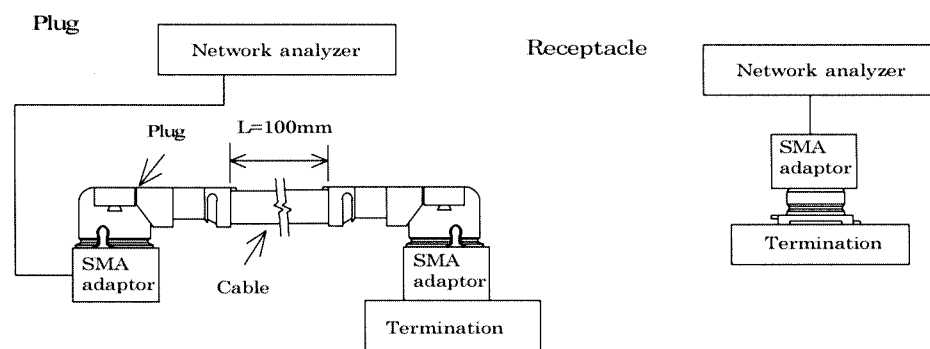 Plug
Network analyzer
Plug
L=100mm
SMA
adaptor
Cable
SMA
adaptor
Termination
Receptacle
Network analyzer
SMA
adaptor
Termination